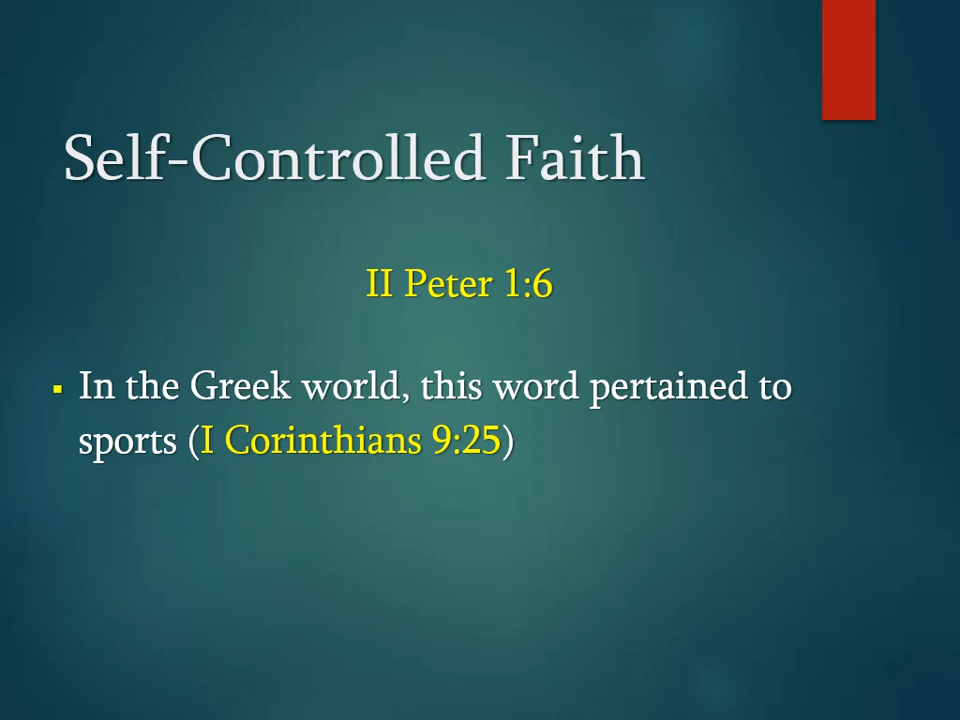 Self-Controlled Faith
II Peter 1:6
▪ In the Greek world, this word pertained to
sports (I Corinthians 9:25)